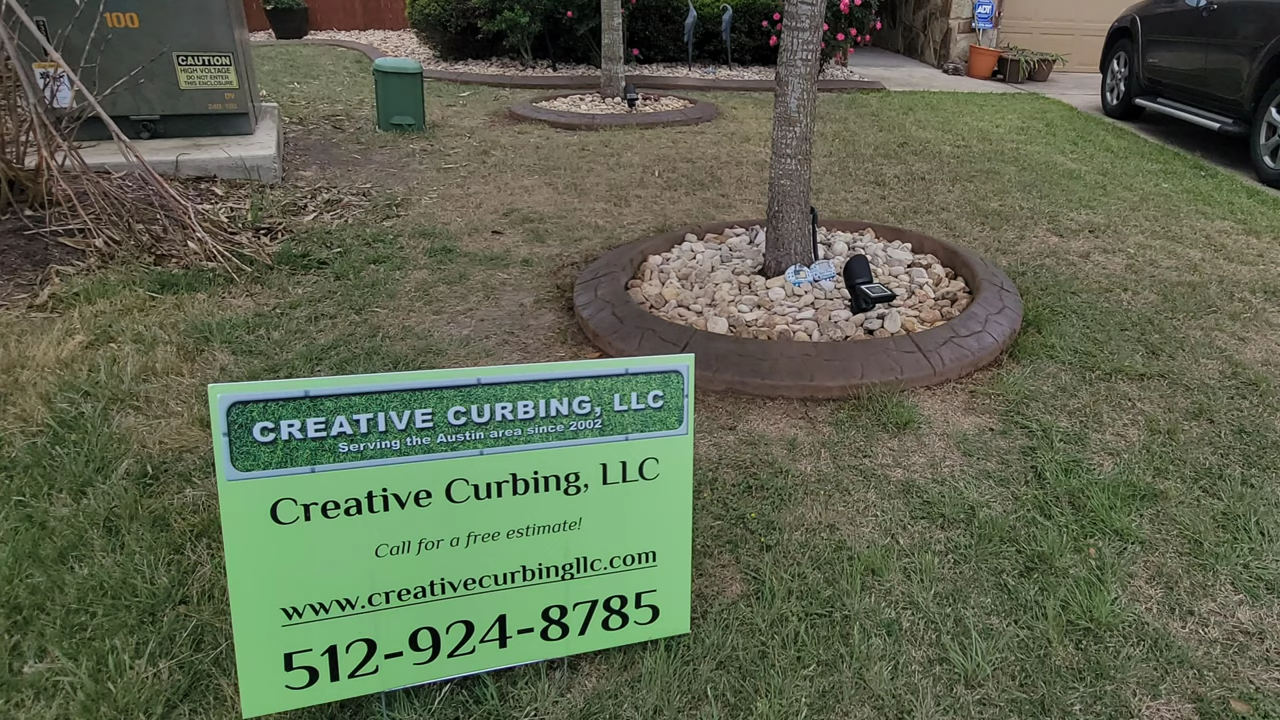 100
CAUTION
HIGH VOLTAGE
DO NOT ENTER
THIS ENCLOSURE
ADT
CREATIVE CURBING, LLC
Serving the Austin area since 2002
Creative Curbing, LLC
Call for a free estimate!
www.creativecurbingllc.com
512-924-8785